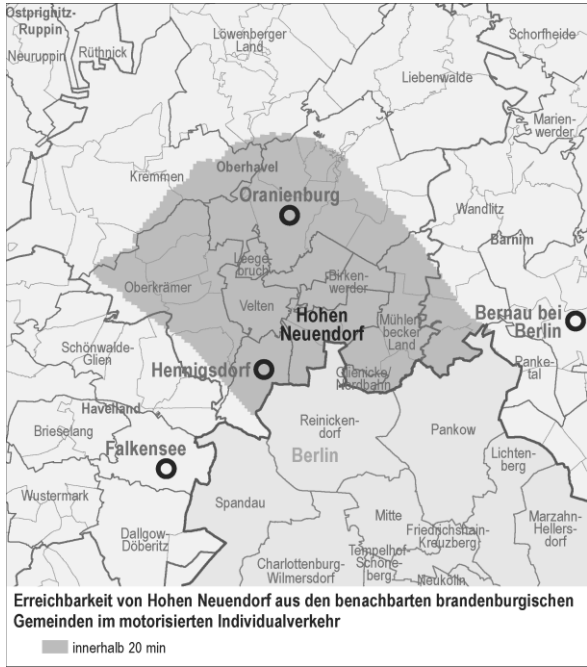 Ostprignitz-
Ruppin
Neuruppin
Rüthnick
Löwenberger
Land
Schorfheide
Liebenwalde
Marien-
werder
Kremmen
Oberhavel
Oranienburg
Wandlitz
Barnim
Leege-
bruch
Birken-
werder
Oberkrämer
Velten
Hohen
Neuendorf
Mühlen-
becker
Land
Bernau bei
Berlin
Schönwalde-
Glien
Hennigsdorf
Glienicke/
Nordbahn
Panke-
tal
Havelland
Brieselang
Falkensee
Reinicken-
dorf
Pankow
Berlin
Lichten-
berg
Wustermark
Spandau
Mitte
Marzahn-
Hellers-
dorf
Dallgow-
Döberitz
Friedrichshain-
Kreuzberg
Charlottenburg-
Wilmersdorf
Tempelhof-
Schöne-
berg
Neukölln
Erreichbarkeit von Hohen Neuendorf aus den benachbarten brandenburgischen
Gemeinden im motorisierten Individualverkehr
innerhalb 20 min